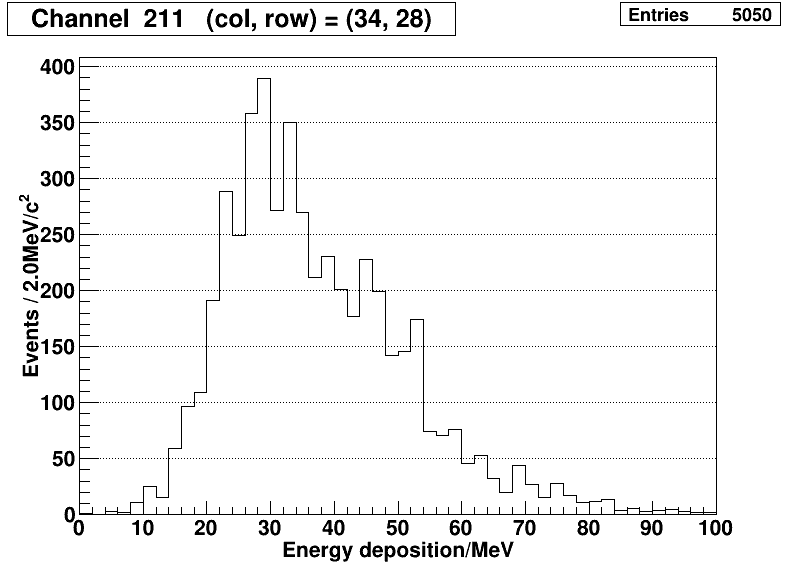 Channel 211 (col, row) = (34, 28)
Entries 5050
Events / 2.0MeV/c²
400
350
300
250
200
150
100
50
0
0 10 20 30 40 50 60 70 80 90 100
Energy deposition/MeV